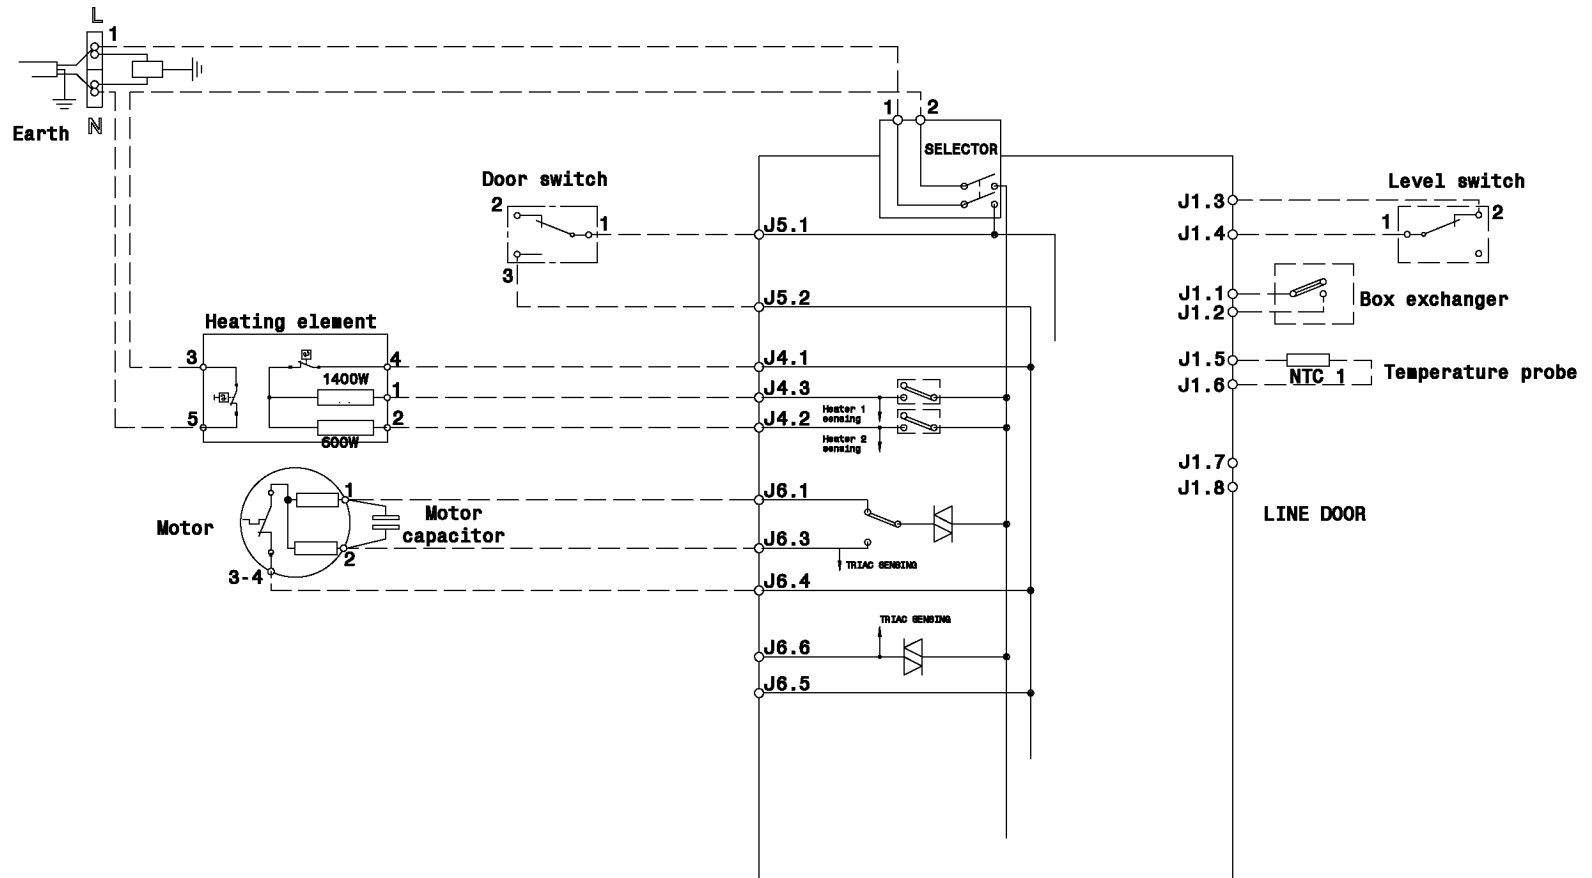 L
1
Earth
N
1 2
SELECTOR
Door switch
2
1
3
Level switch
1
2
J5.1
J5.2
J1.3
J1.4
J1.1
J1.2
Box exchanger
Heating element
3
4
1400W
1
5
2
600W
J4.1
J4.3
Heater 1
sensing
J4.2
Heater 2
sensing
J1.5
NTC 1
J1.6
Temperature probe
J1.7
J1.8
LINE DOOR
Motor
1
2
3-4
Motor
capacitor
J6.1
J6.3
TRIAC SENSING
J6.4
TRIAC SENSING
J6.6
J6.5